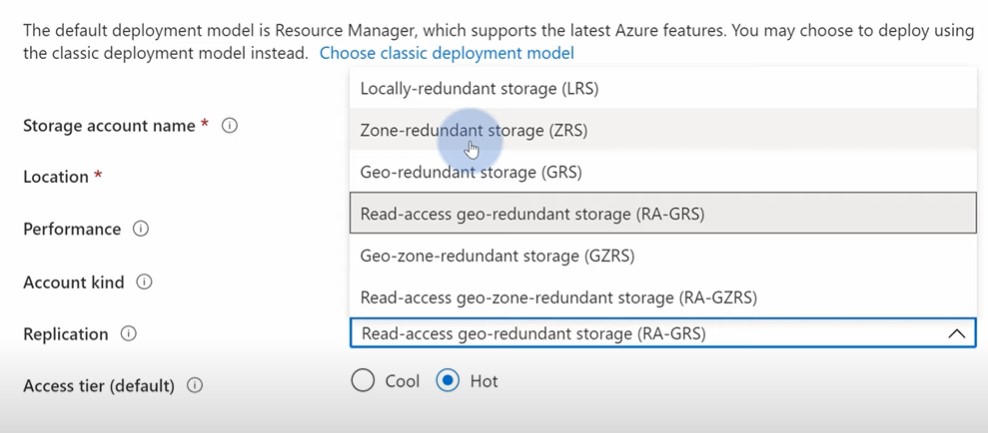 The default deployment model is Resource Manager, which supports the latest Azure features. You may choose to deploy using
the classic deployment model instead. Choose classic deployment model
Locally-redundant storage (LRS)
Storage account name *
Zone-redundant storage (ZRS)
Location *
Geo-redundant storage (GRS)
Read-access geo-redundant storage (RA-GRS)
Performance
Geo-zone-redundant storage (GZRS)
Account kind
Read-access geo-zone-redundant storage (RA-GZRS)
Replication
Read-access geo-redundant storage (RA-GRS)
Access tier (default)
Cool Hot